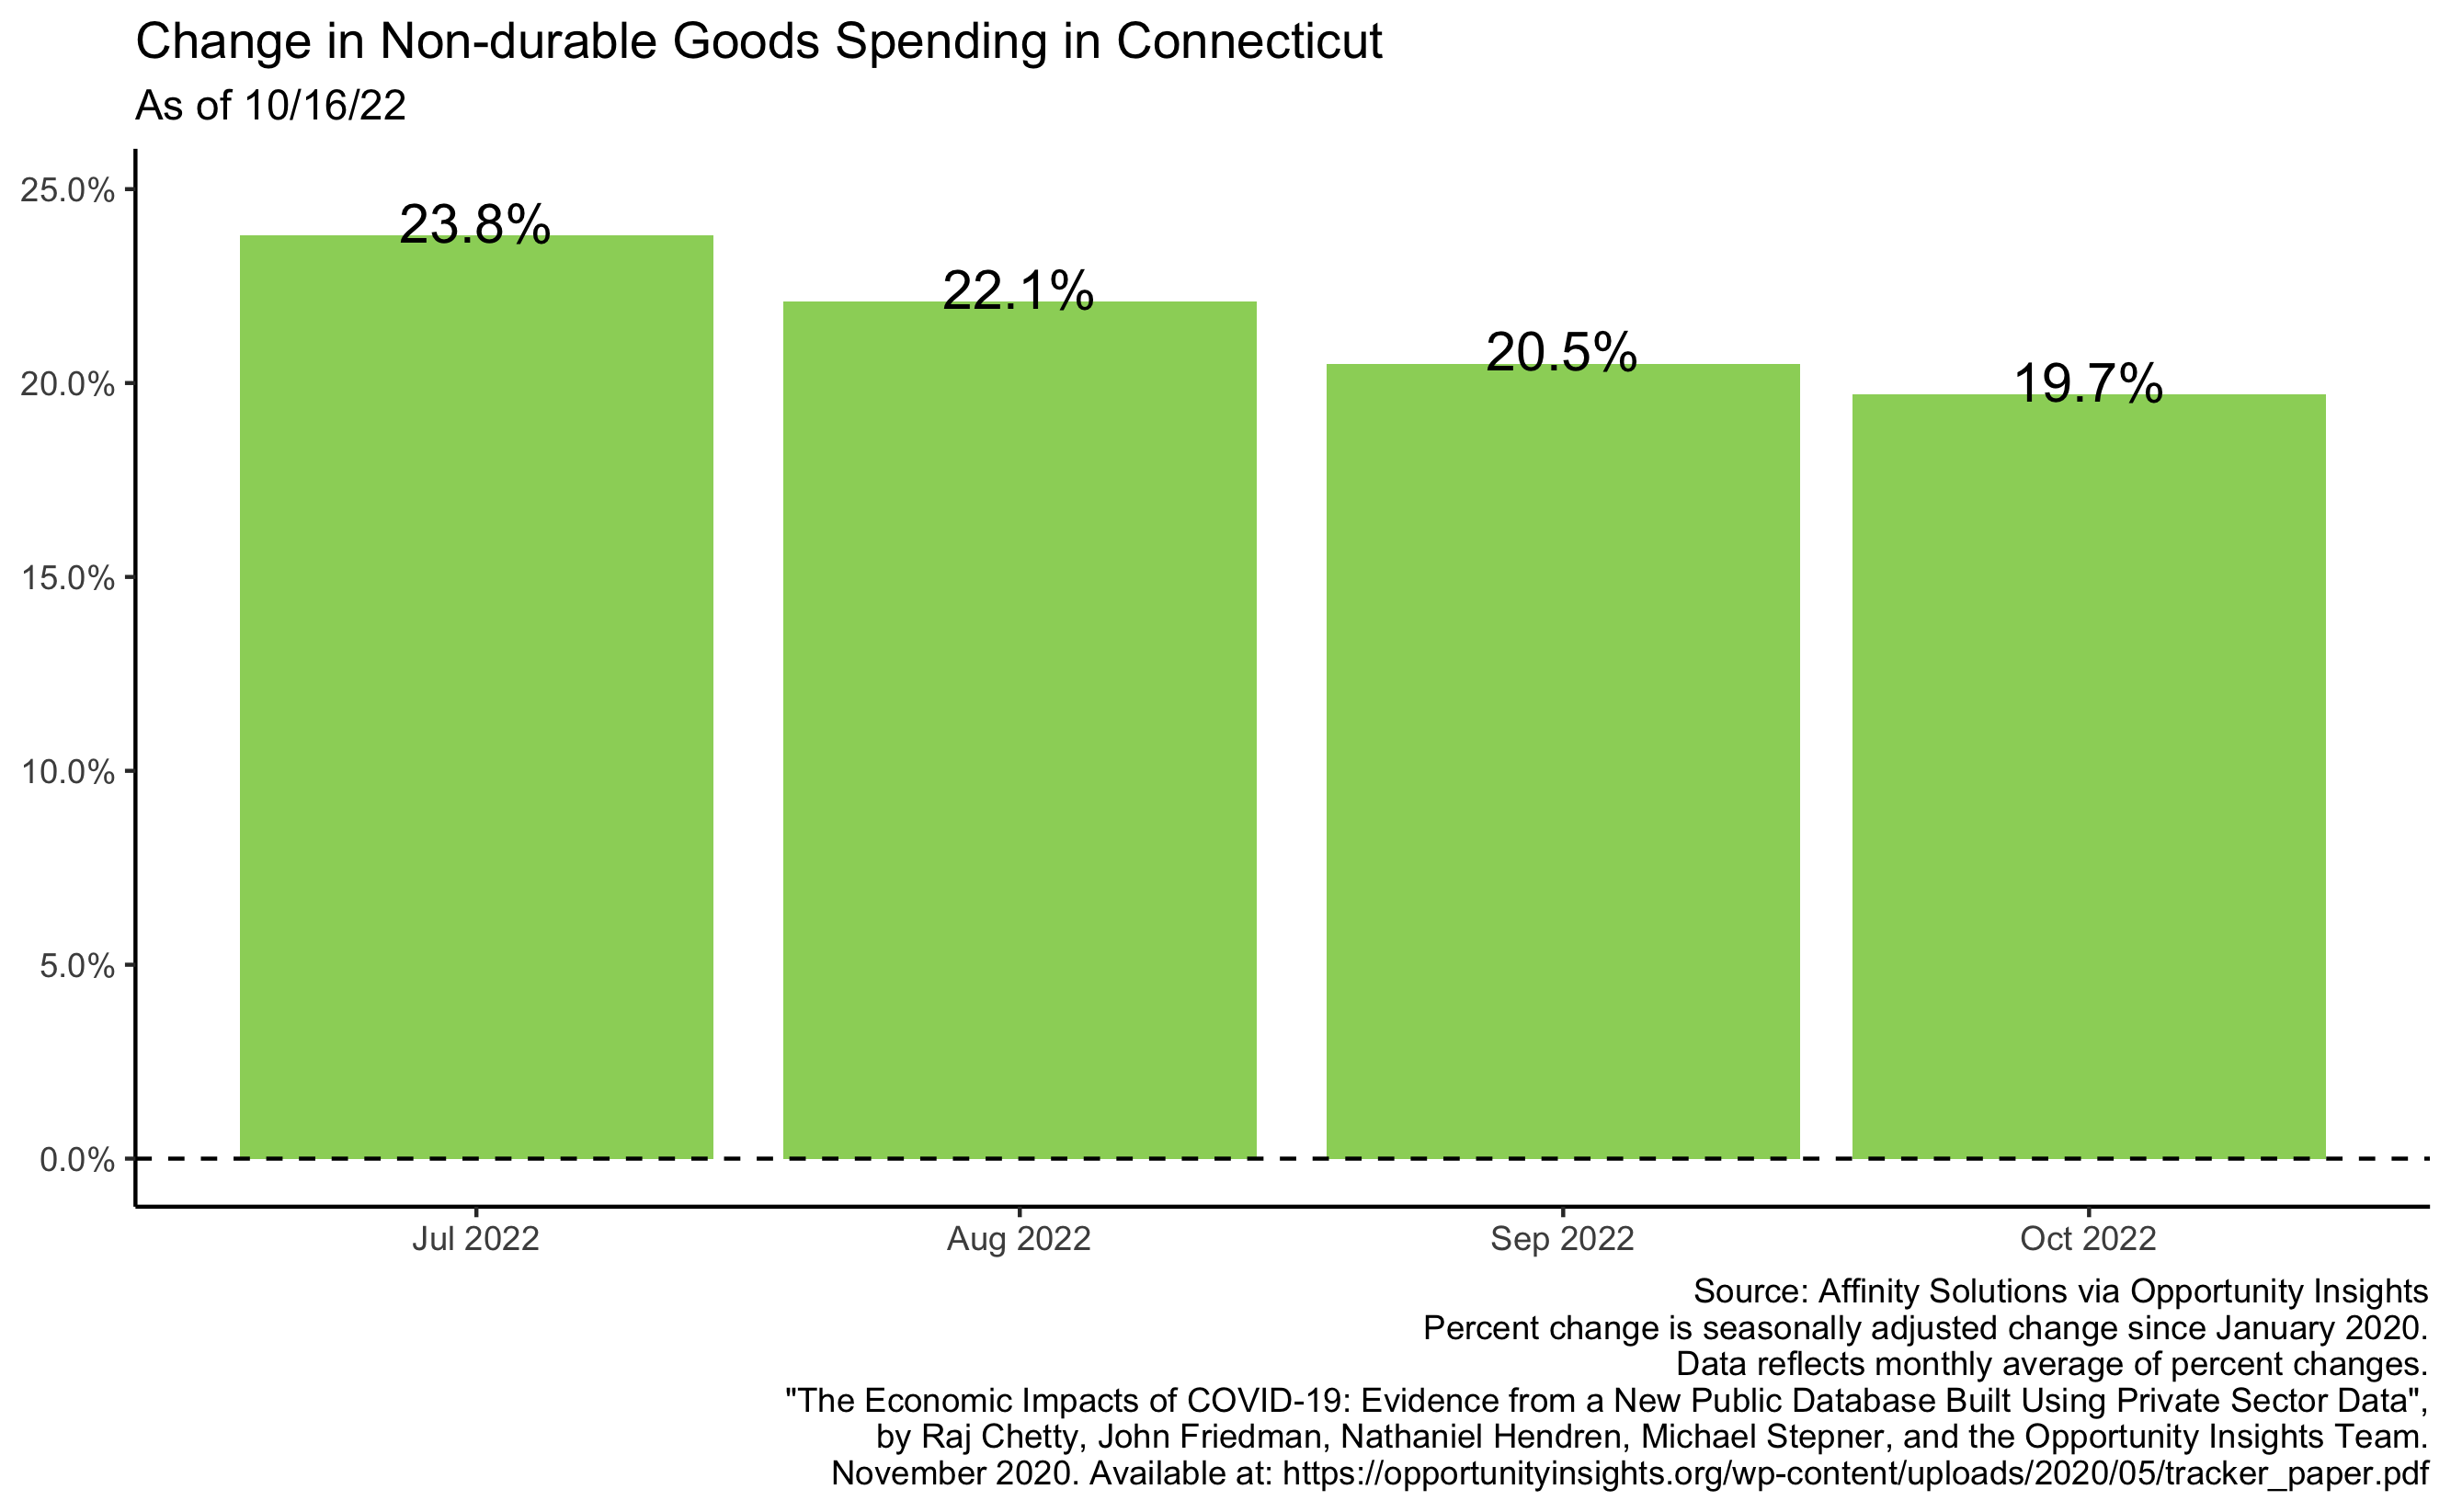 Change in Non-durable Goods Spending in Connecticut
As of 10/16/22
25.0%
20.0%
15.0%
10.0%
5.0%
0.0%
23.8%
22.1%
20.5%
19.7%
Jul 2022
Aug 2022
Sep 2022
Oct 2022
Source: Affinity Solutions via Opportunity Insights
Percent change is seasonally adjusted change since January 2020.
Data reflects monthly average of percent changes.
"The Economic Impacts of COVID-19: Evidence from a New Public Database Built Using Private Sector Data",
by Raj Chetty, John Friedman, Nathaniel Hendren, Michael Stepner, and the Opportunity Insights Team.
November 2020. Available at: https://opportunityinsights.org/wp-content/uploads/2020/05/tracker_paper.pdf